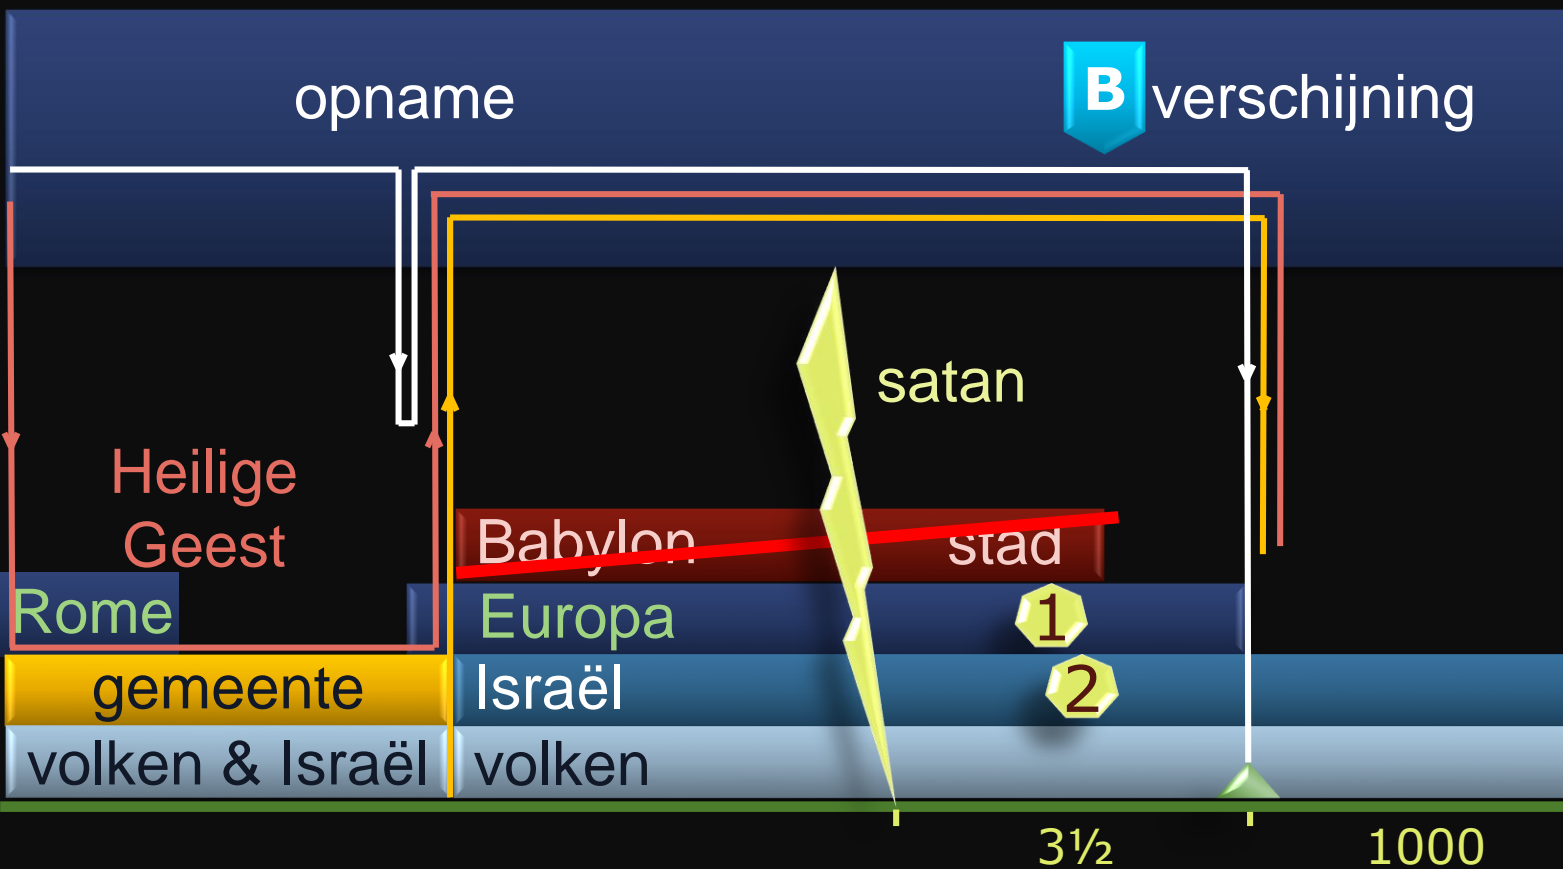 opname
B verschijning
satan
Heilige
Geest
Babylon stad
Rome Europa 1
gemeente Israël 2
volken & Israël volken
3½ 1000